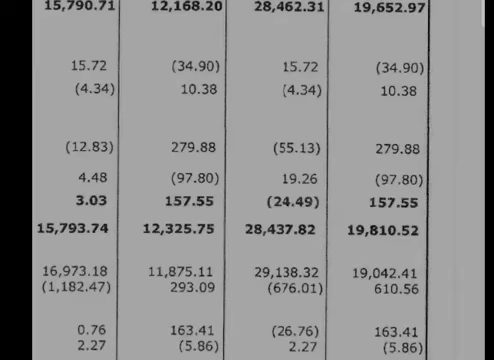 15,790.71 12,168.20 28,462.31 19,652.97
15.72 (34.90) 15.72 (34.90)
(4.34) 10.38 (4.34) 10.38
(12.83) 279.88 (55.13) 279.88
4.48 (97.80) 19.26 (97.80)
3.03 157.55 (24.49) 157.55
15,793.74 12,325.75 28,437.82 19,810.52
16,973.18 11,875.11 29,138.32 19,042.41
(1,182.47) 293.09 (676.01) 610.56
0.76 163.41 (26.76) 163.41
2.27 (5.86) 2.27 (5.86)